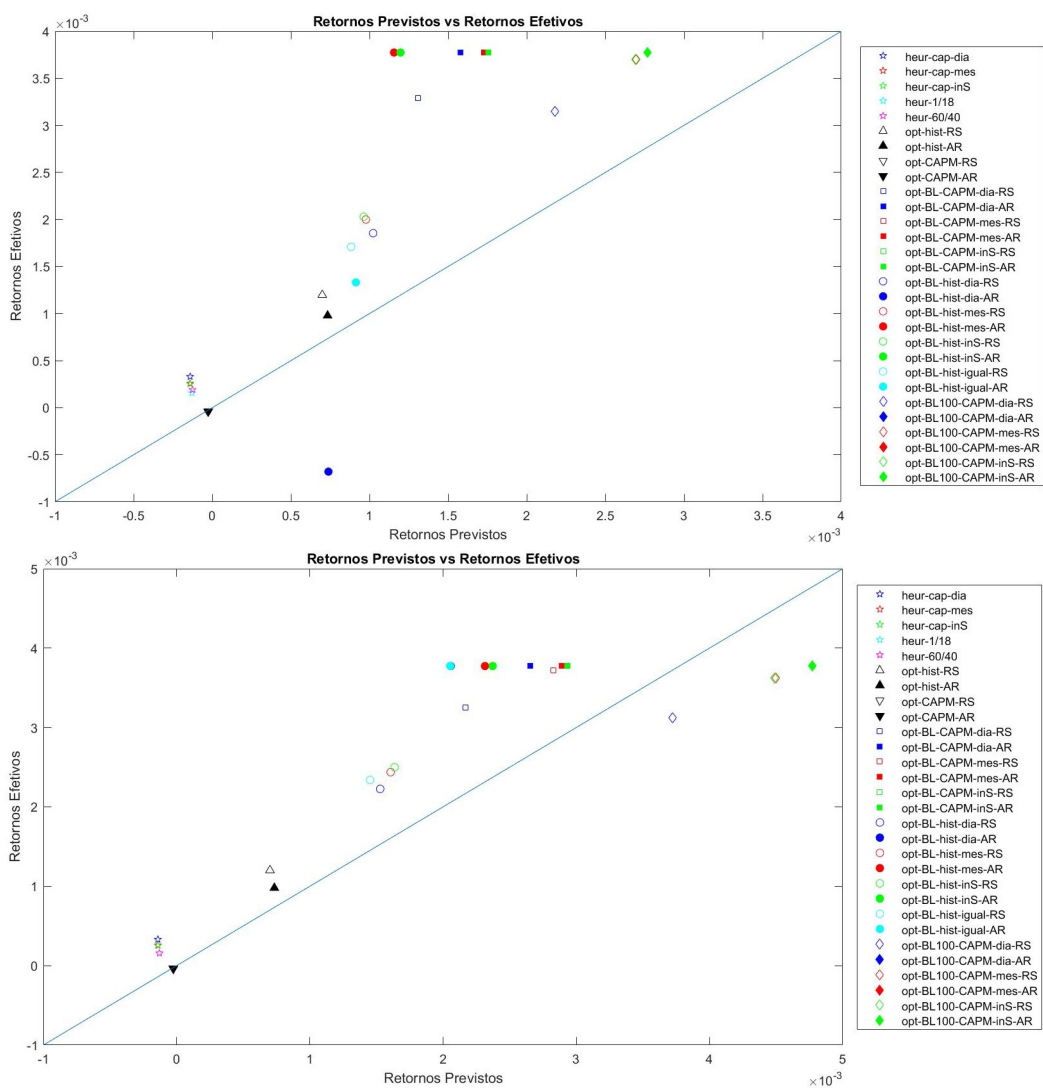 Retornos Previstos vs Retornos Efetivos
×10⁻³
4
3.5
3
2.5
2
1.5
1
0.5
0
-0.5
-1
Retornos Efetivos
-1 -0.5 0 0.5 1 1.5 2 2.5 3 3.5 4
Retornos Previstos
×10⁻³
heur-cap-dia
heur-cap-mes
heur-cap-inS
heur-1/18
heur-60/40
opt-hist-RS
opt-hist-AR
opt-CAPM-RS
opt-CAPM-AR
opt-BL-CAPM-dia-RS
opt-BL-CAPM-dia-AR
opt-BL-CAPM-mes-RS
opt-BL-CAPM-mes-AR
opt-BL-CAPM-inS-RS
opt-BL-CAPM-inS-AR
opt-BL-hist-dia-RS
opt-BL-hist-dia-AR
opt-BL-hist-mes-RS
opt-BL-hist-mes-AR
opt-BL-hist-inS-RS
opt-BL-hist-inS-AR
opt-BL-hist-igual-RS
opt-BL-hist-igual-AR
opt-BL100-CAPM-dia-RS
opt-BL100-CAPM-dia-AR
opt-BL100-CAPM-mes-RS
opt-BL100-CAPM-mes-AR
opt-BL100-CAPM-inS-RS
opt-BL100-CAPM-inS-AR
Retornos Previstos vs Retornos Efetivos
×10⁻³
5
4
3
2
1
0
-1
Retornos Efetivos
-1 0 1 2 3 4 5
Retornos Previstos
×10⁻³
heur-cap-dia
heur-cap-mes
heur-cap-inS
heur-1/18
heur-60/40
opt-hist-RS
opt-hist-AR
opt-CAPM-RS
opt-CAPM-AR
opt-BL-CAPM-dia-RS
opt-BL-CAPM-dia-AR
opt-BL-CAPM-mes-RS
opt-BL-CAPM-mes-AR
opt-BL-CAPM-inS-RS
opt-BL-CAPM-inS-AR
opt-BL-hist-dia-RS
opt-BL-hist-dia-AR
opt-BL-hist-mes-RS
opt-BL-hist-mes-AR
opt-BL-hist-inS-RS
opt-BL-hist-inS-AR
opt-BL-hist-igual-RS
opt-BL-hist-igual-AR
opt-BL100-CAPM-dia-RS
opt-BL100-CAPM-dia-AR
opt-BL100-CAPM-mes-RS
opt-BL100-CAPM-mes-AR
opt-BL100-CAPM-inS-RS
opt-BL100-CAPM-inS-AR